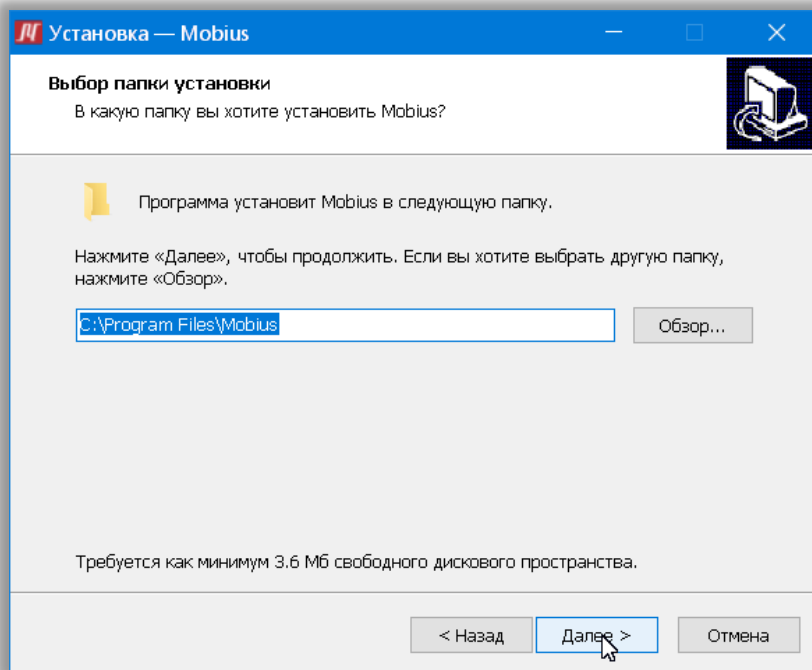 Установка — Mobius
Выбор папки установки
В какую папку вы хотите установить Mobius?
Программа установит Mobius в следующую папку.
Нажмите «Далее», чтобы продолжить. Если вы хотите выбрать другую папку,
нажмите «Обзор».
C:\Program Files\Mobius
Обзор...
Требуется как минимум 3.6 Мб свободного дискового пространства.
< Назад
Далее >
Отмена